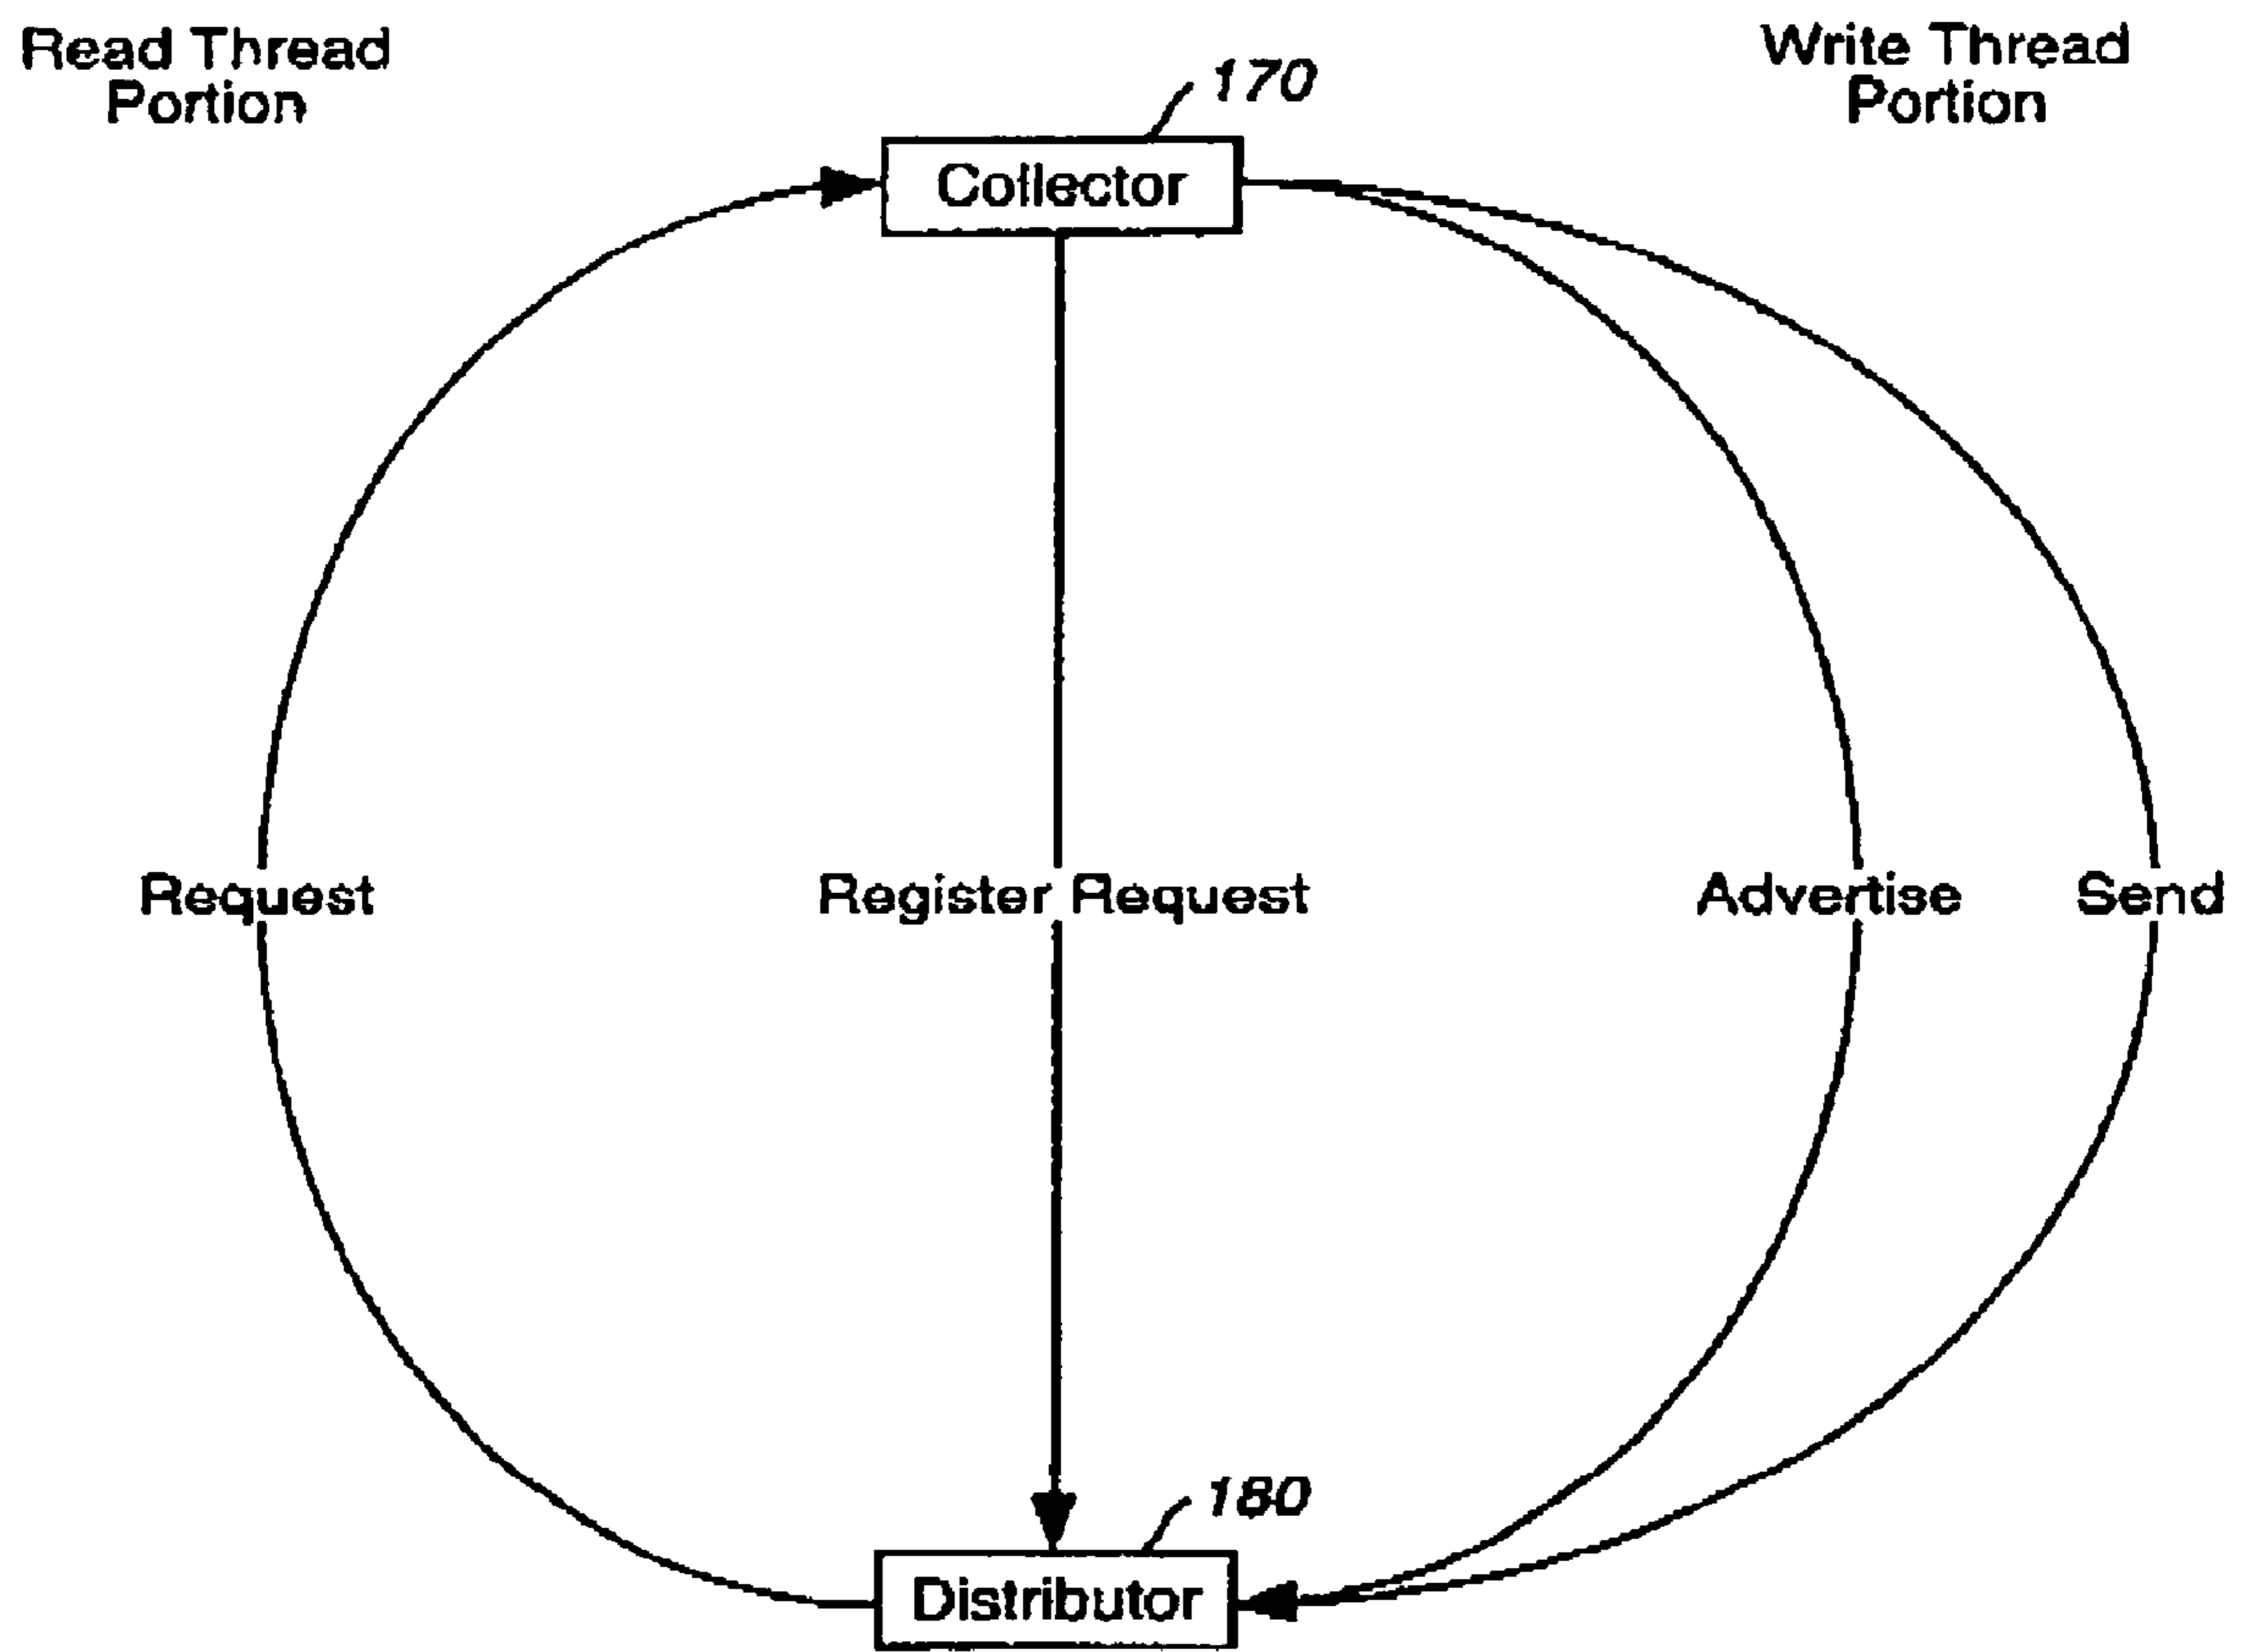 Read Thread
Portion
Write Thread
Portion
170
Collector
Request
Register Request
Advertise
Send
180
Distributor